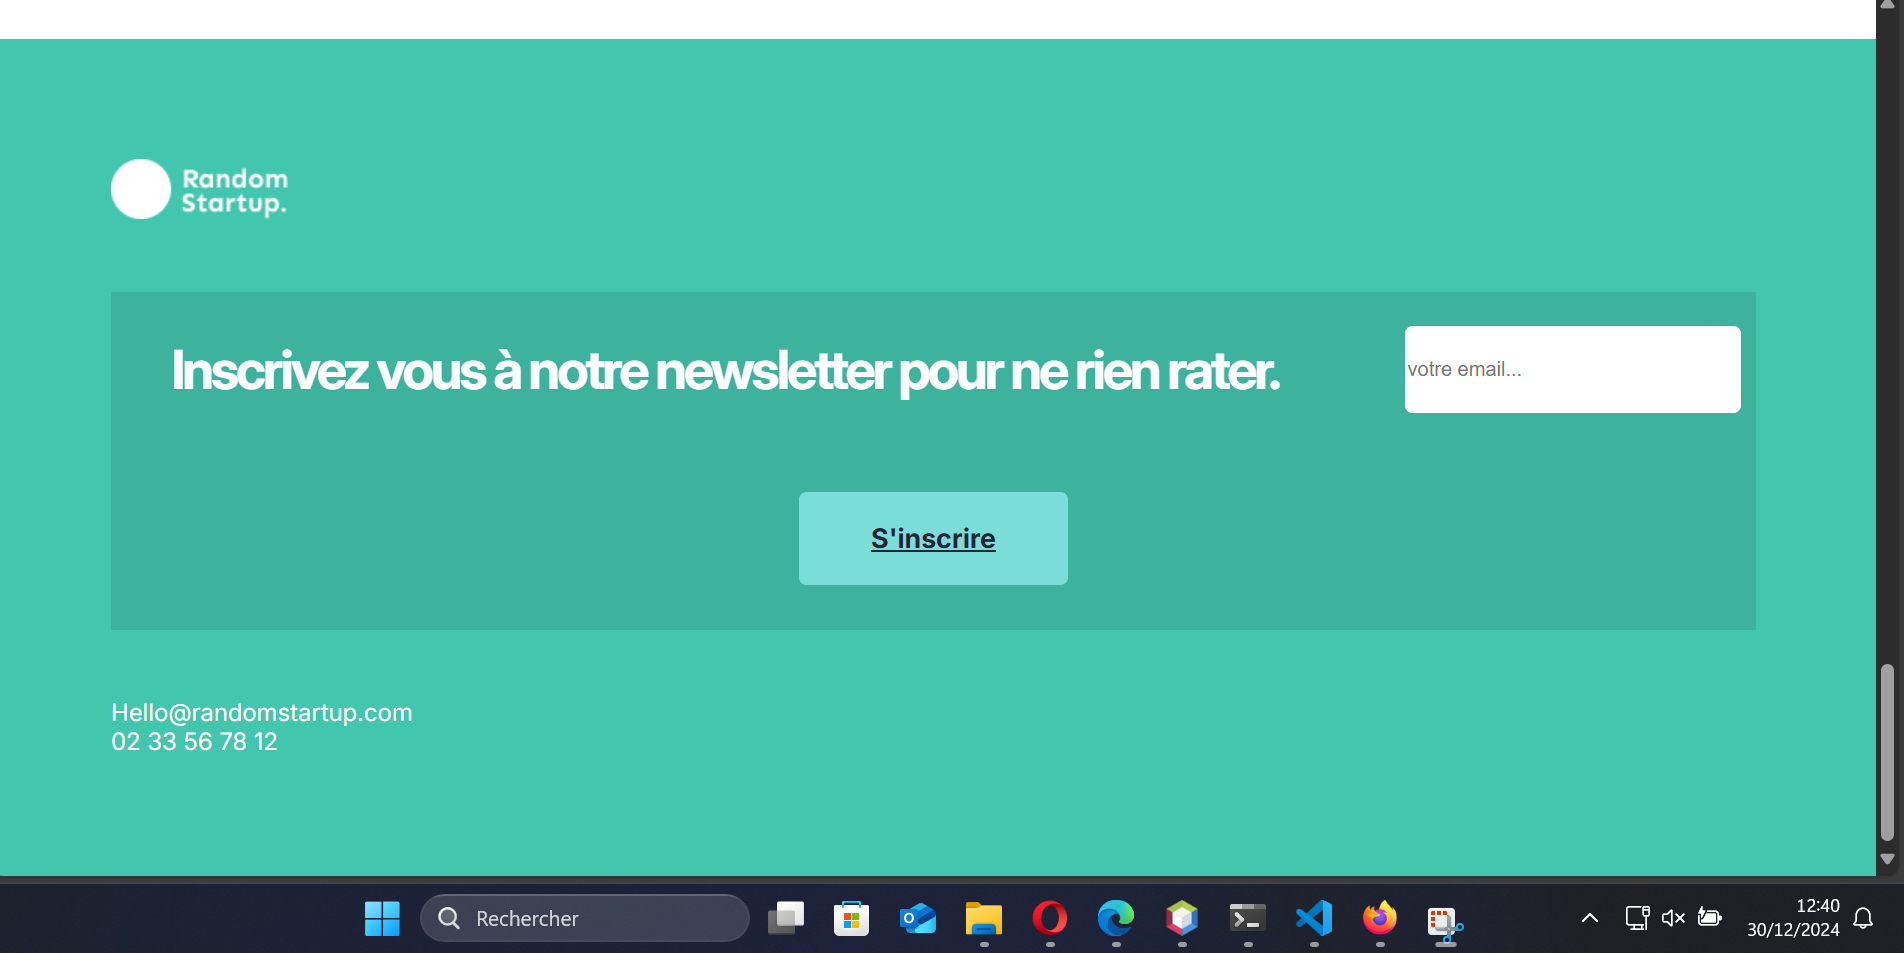 Random
Startup.
Inscrivez vous à notre newsletter pour ne rien rater.
votre email...
S'inscrire
Hello@randomstartup.com
02 33 56 78 12
Rechercher
12:40
30/12/2024